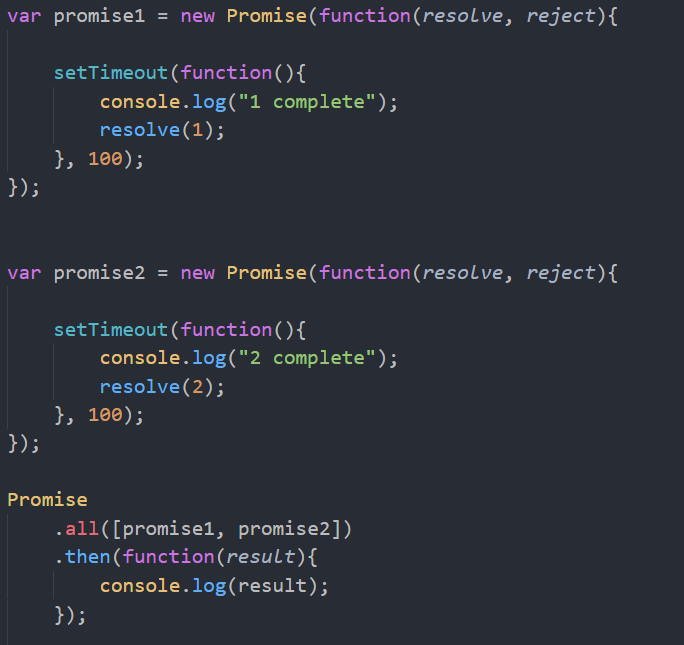 var promise1 = new Promise(function(resolve, reject){
    setTimeout(function(){
        console.log("1 complete");
        resolve(1);
    }, 100);
});
var promise2 = new Promise(function(resolve, reject){
    setTimeout(function(){
        console.log("2 complete");
        resolve(2);
    }, 100);
});
Promise
    .all([promise1, promise2])
    .then(function(result){
        console.log(result);
    });